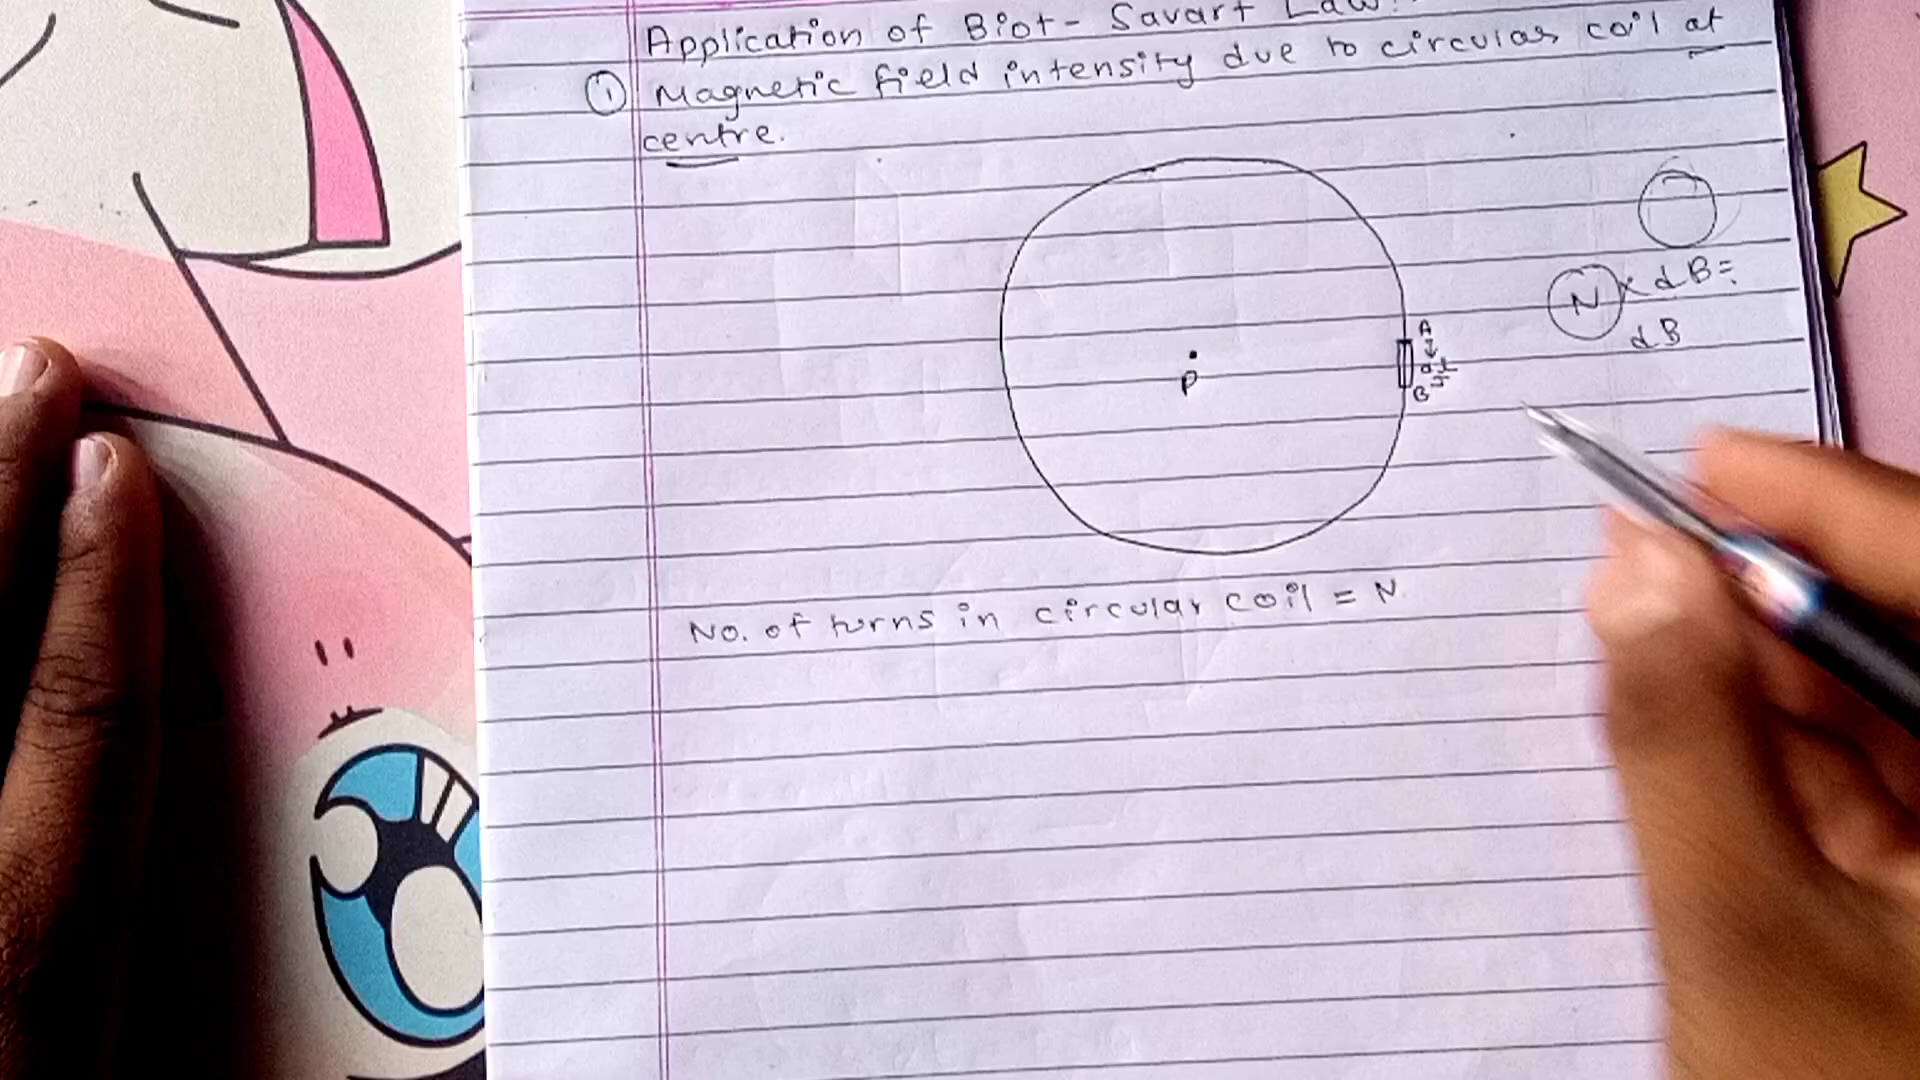 Application of Biot- Savart Law:
① Magnetic field intensity due to circular coil at
centre.
N x dB =
dB
A
dl
B
P
No. of turns in circular coil = N.